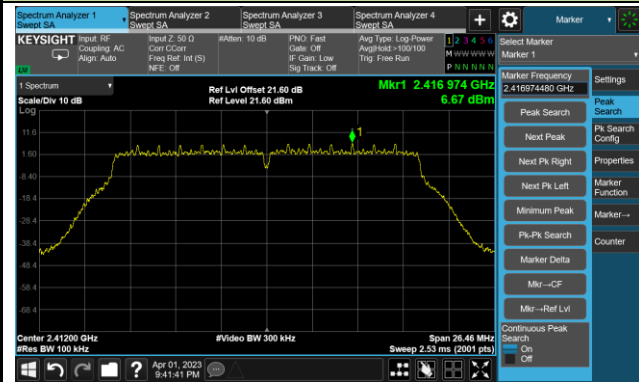 Spectrum Analyzer 1
Swept SA
Spectrum Analyzer 2
Swept SA
Spectrum Analyzer 3
Swept SA
Spectrum Analyzer 4
Swept SA
+
Marker
KEYSIGHT
Input: RF
Coupling: AC
Align: Auto
Input Z: 50 Ω
Corr CCorr
Freq Ref: Int (S)
NFE: Off
#Atten: 10 dB
PNO: Fast
Gate: Off
IF Gain: Low
Sig Track: Off
Avg Type: Log-Power
Avg|Hold:>100/100
Trig: Free Run
1 2 3 4 5 6
M W W W W W
P N N N N N
Select Marker
Marker 1
LXI
1 Spectrum
Scale/Div 10 dB
Log
Ref Lvl Offset 21.60 dB
Ref Level 21.60 dBm
Mkr1 2.416 974 GHz
6.67 dBm
11.6
1.60
-8.40
-18.4
-28.4
-38.4
-48.4
-58.4
-68.4
1
Center 2.41200 GHz
#Res BW 100 kHz
#Video BW 300 kHz
Span 26.46 MHz
Sweep 2.53 ms (2001 pts)
Marker Frequency
2.416974480 GHz
Peak Search
Next Peak
Next Pk Right
Next Pk Left
Minimum Peak
Pk-Pk Search
Marker Delta
Mkr→CF
Mkr→Ref Lvl
Continuous Peak
Search
On
Off
Settings
Peak
Search
Pk Search
Config
Properties
Marker
Function
Marker→
Counter
?
Apr 01, 2023
9:41:41 PM